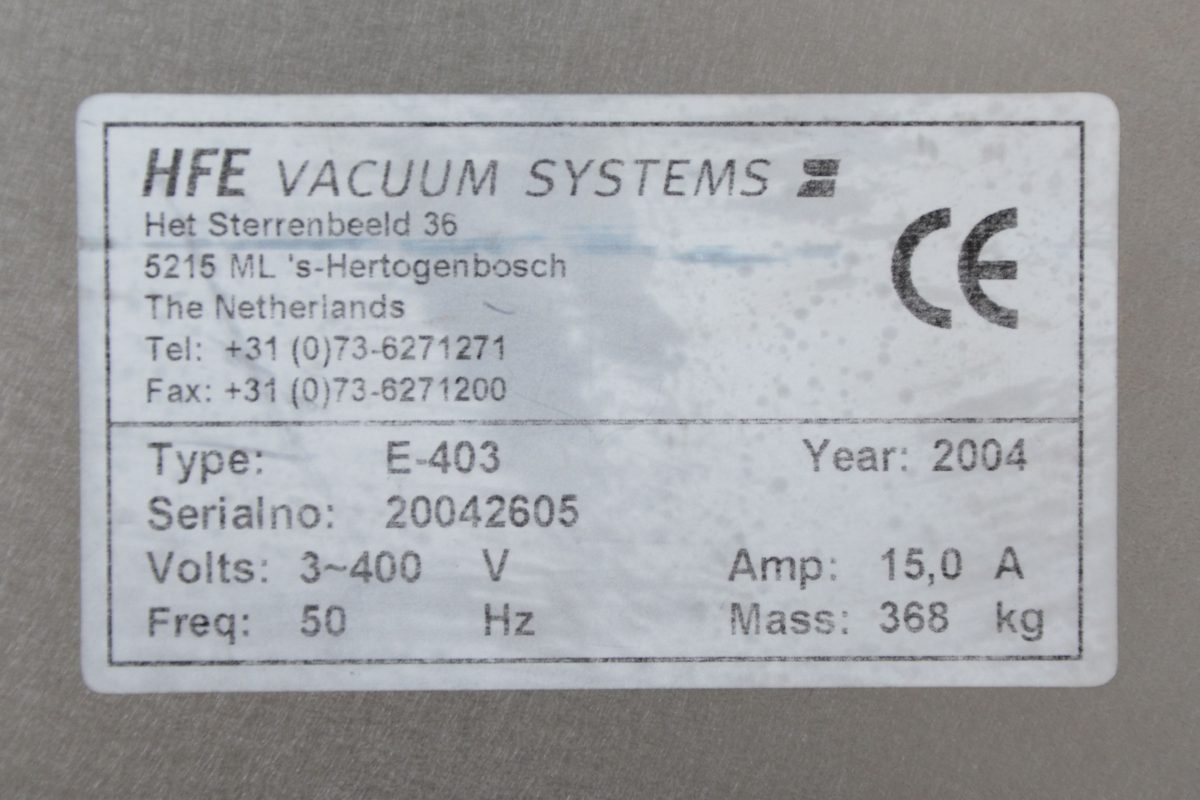 HFE VACUUM SYSTEMS
Het Sterrenbeeld 36
5215 ML 's-Hertogenbosch
The Netherlands
Tel: +31 (0)73-6271271
Fax: +31 (0)73-6271200
CE
Type: E-403 Year: 2004
Serialno: 20042605
Volts: 3~400 V Amp: 15,0 A
Freq: 50 Hz Mass: 368 kg